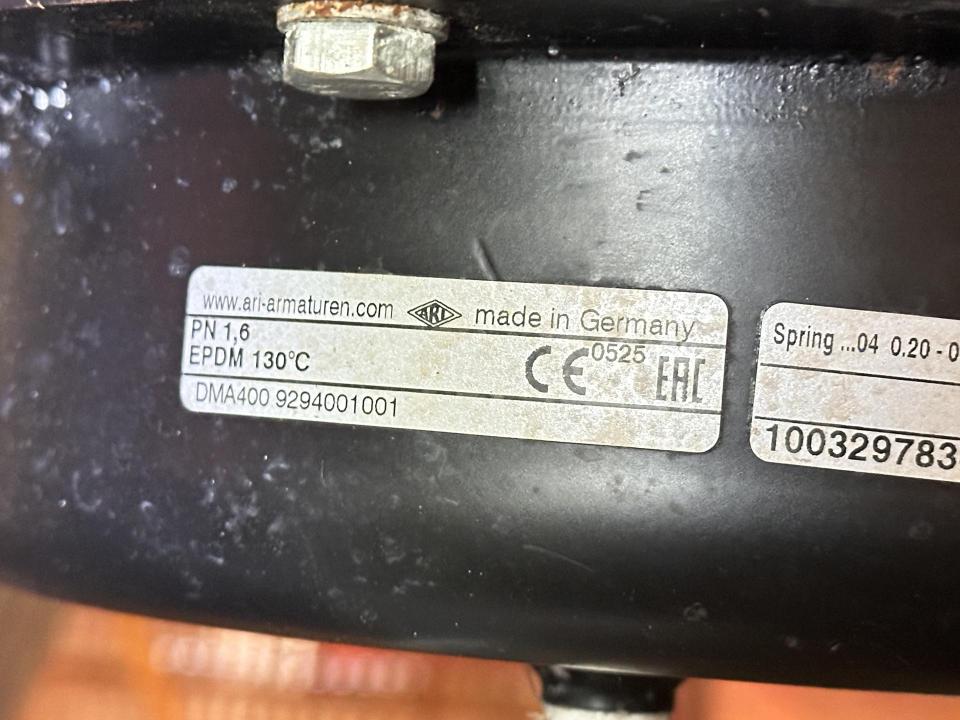 www.ari-armaturen.com ARI made in Germany
PN 1,6
EPDM 130°C
CE 0525 EAC
DMA400 9294001001
Spring ...04 0.20 - 0
100329783